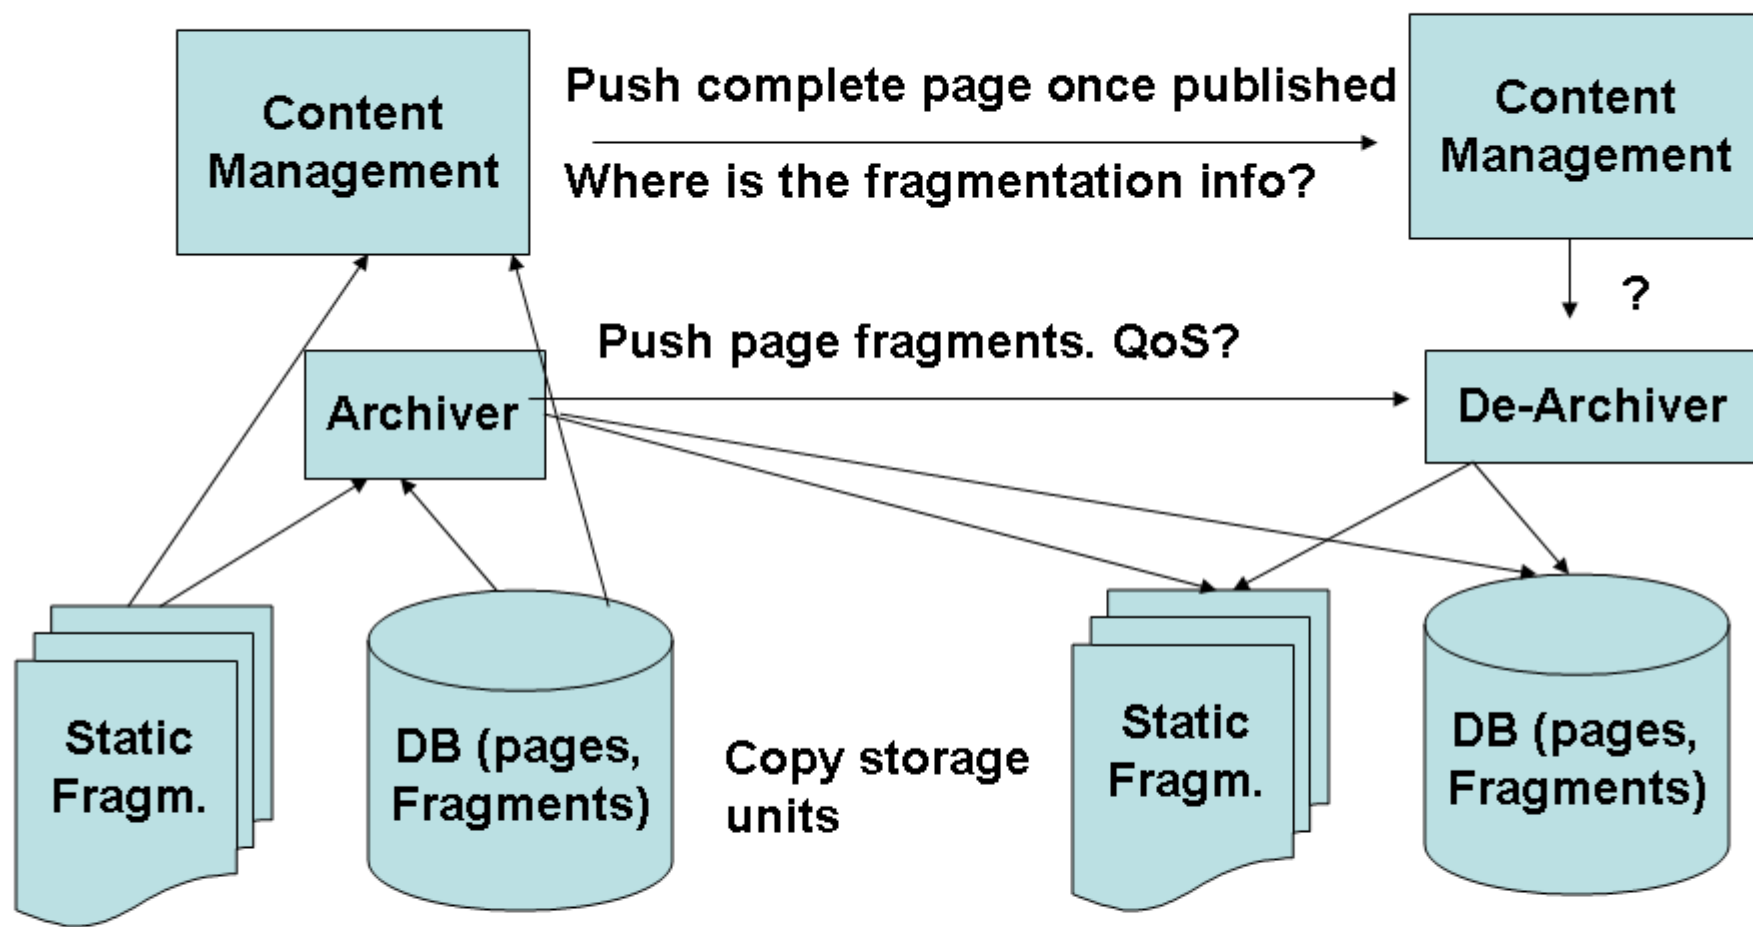 Content
Management
Push complete page once published
Where is the fragmentation info?
Content
Management
?
Push page fragments. QoS?
Archiver
De-Archiver
Static
Fragm.
DB (pages,
Fragments)
Copy storage
units
Static
Fragm.
DB (pages,
Fragments)